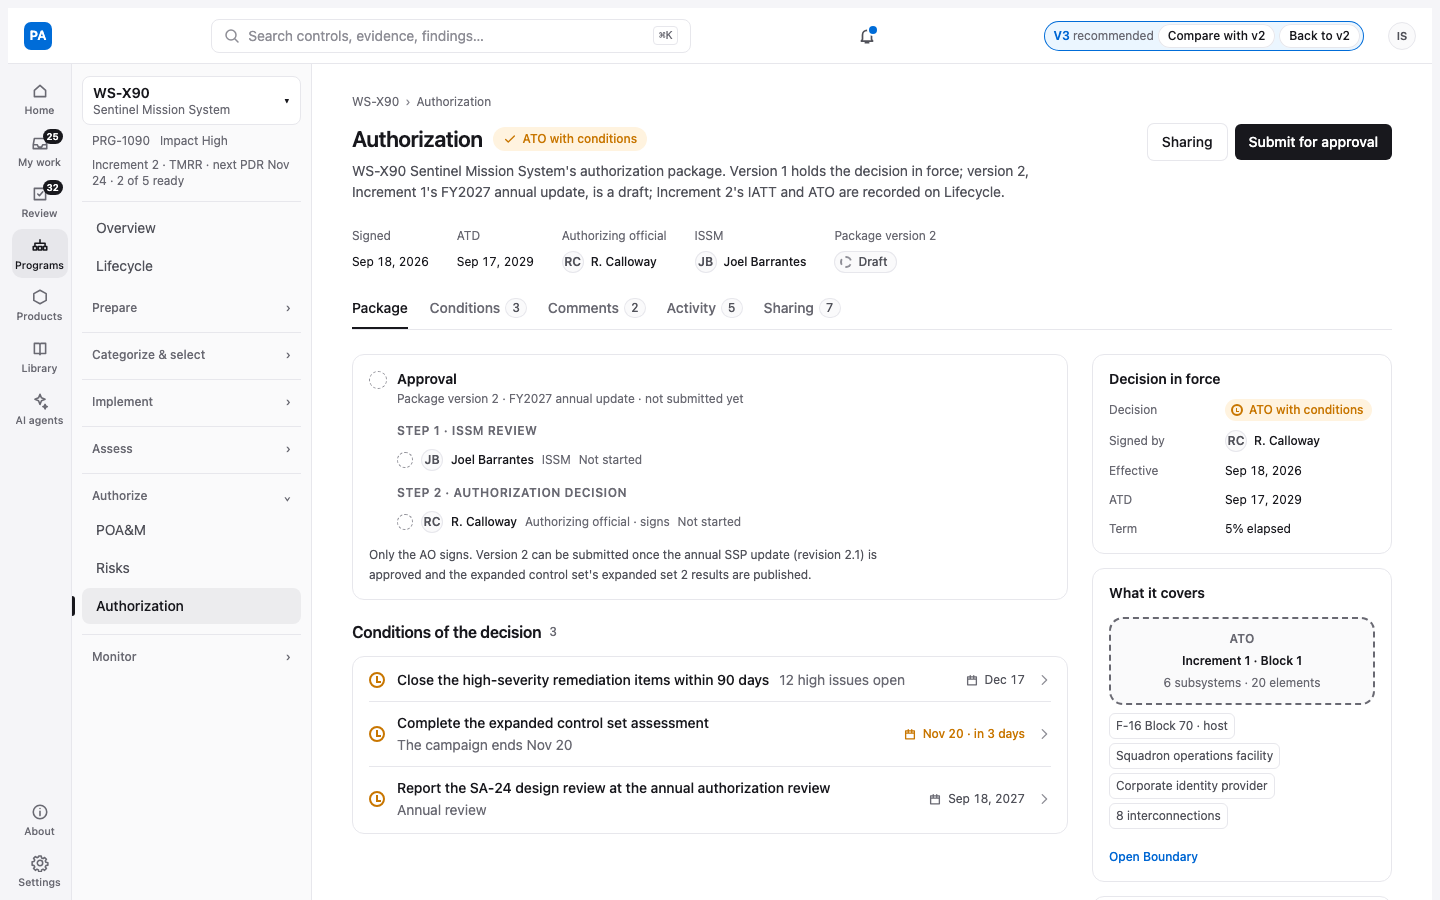 PA
Search controls, evidence, findings...
⌘K
V3 recommended
Compare with v2
Back to v2
IS
Home
25
My work
32
Review
Programs
Products
Library
AI agents
About
Settings
WS-X90
Sentinel Mission System
PRG-1090 Impact High
Increment 2 · TMRR · next PDR Nov
24 · 2 of 5 ready
Overview
Lifecycle
Prepare
Categorize & select
Implement
Assess
Authorize
POA&M
Risks
Authorization
Monitor
WS-X90 › Authorization
Authorization
ATO with conditions
Sharing
Submit for approval
WS-X90 Sentinel Mission System's authorization package. Version 1 holds the decision in force; version 2,
Increment 1's FY2027 annual update, is a draft; Increment 2's IATT and ATO are recorded on Lifecycle.
Signed
Sep 18, 2026
ATD
Sep 17, 2029
Authorizing official
RC R. Calloway
ISSM
JB Joel Barrantes
Package version 2
Draft
Package
Conditions 3
Comments 2
Activity 5
Sharing 7
Approval
Package version 2 · FY2027 annual update · not submitted yet
STEP 1 · ISSM REVIEW
JB Joel Barrantes ISSM Not started
STEP 2 · AUTHORIZATION DECISION
RC R. Calloway Authorizing official · signs Not started
Only the AO signs. Version 2 can be submitted once the annual SSP update (revision 2.1) is
approved and the expanded control set's expanded set 2 results are published.
Conditions of the decision 3
Close the high-severity remediation items within 90 days 12 high issues open
Dec 17
Complete the expanded control set assessment
The campaign ends Nov 20
Nov 20 · in 3 days
Report the SA-24 design review at the annual authorization review
Annual review
Sep 18, 2027
Decision in force
Decision ATO with conditions
Signed by RC R. Calloway
Effective Sep 18, 2026
ATD Sep 17, 2029
Term 5% elapsed
What it covers
ATO
Increment 1 · Block 1
6 subsystems · 20 elements
F-16 Block 70 · host
Squadron operations facility
Corporate identity provider
8 interconnections
Open Boundary